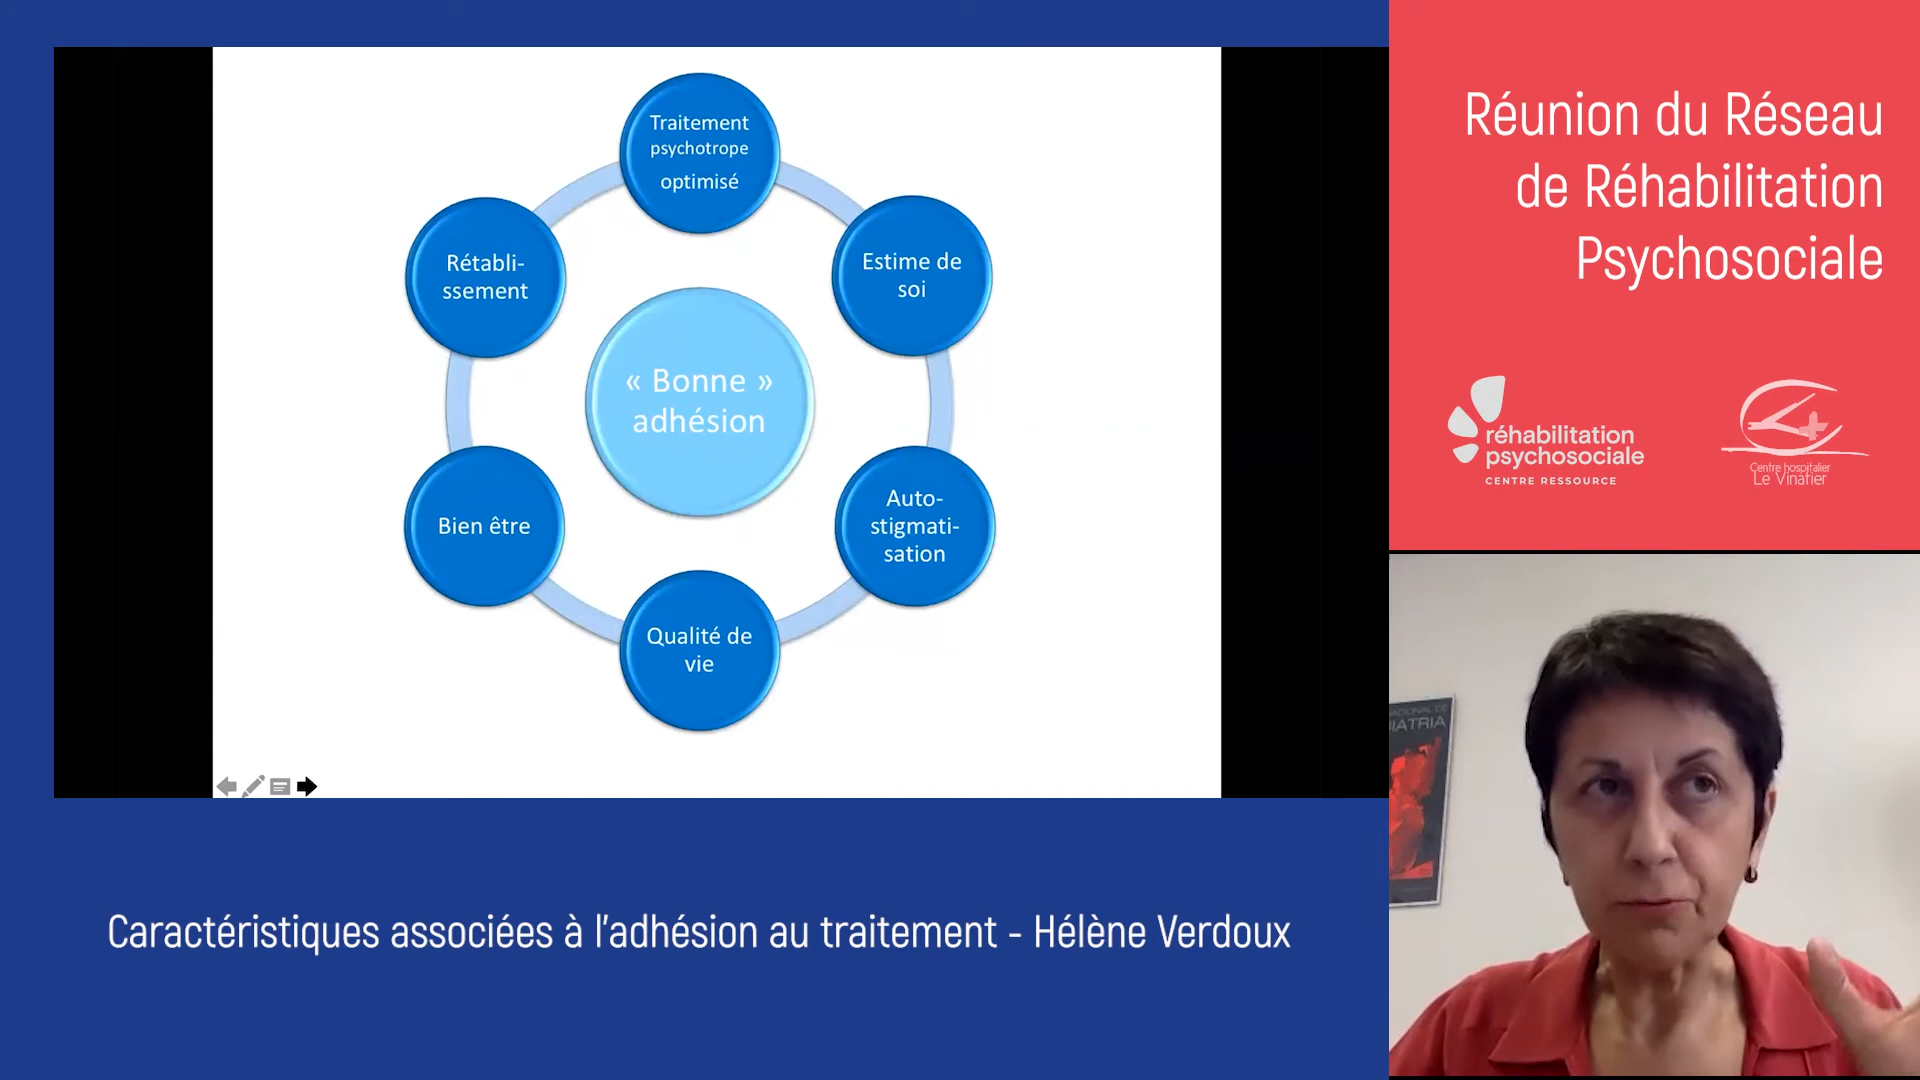 Traitement
psychotrope
optimisé
Estime de
soi
Auto-
stigmati-
sation
Qualité de
vie
Bien être
Rétabli-
ssement
« Bonne »
adhésion
Réunion du Réseau
de Réhabilitation
Psychosociale
réhabilitation
psychosociale
CENTRE RESSOURCE
Centre hospitalier
Le Vinatier
IATRIA
Caractéristiques associées à l'adhésion au traitement - Hélène Verdoux